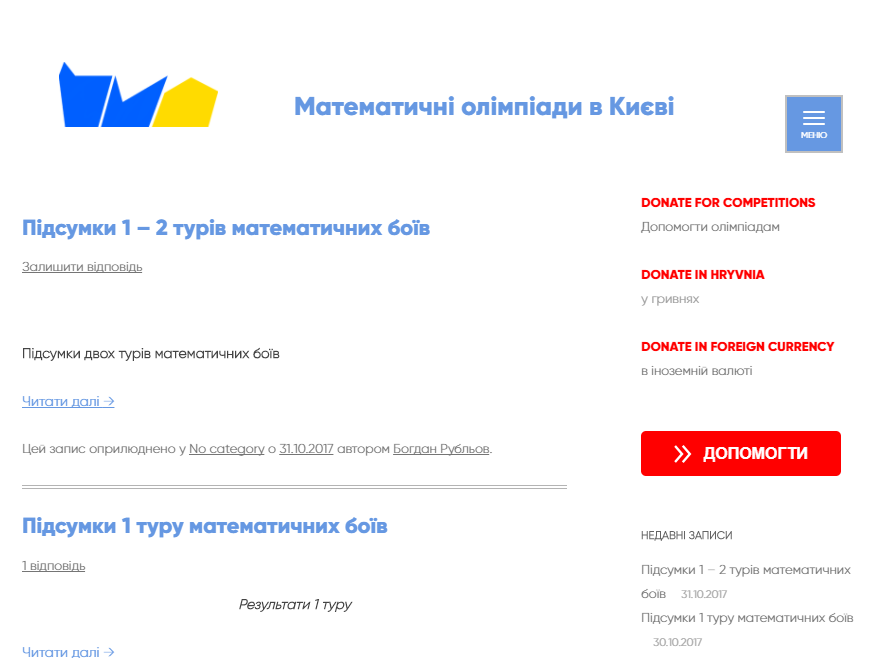 Математичні олімпіади в Києві
МЕНЮ
Підсумки 1 – 2 турів математичних боїв
Залишити відповідь
Підсумки двох турів математичних боїв
Читати далі →
Цей запис оприлюднено у No category о 31.10.2017 автором Богдан Рубльов.
Підсумки 1 туру математичних боїв
1 відповідь
Результати 1 туру
Читати далі →
DONATE FOR COMPETITIONS
Допомогти олімпіадам
DONATE IN HRYVNIA
у гривнях
DONATE IN FOREIGN CURRENCY
в іноземній валюті
ДОПОМОГТИ
НЕДАВНІ ЗАПИСИ
Підсумки 1 – 2 турів математичних
боїв 31.10.2017
Підсумки 1 туру математичних боїв
30.10.2017